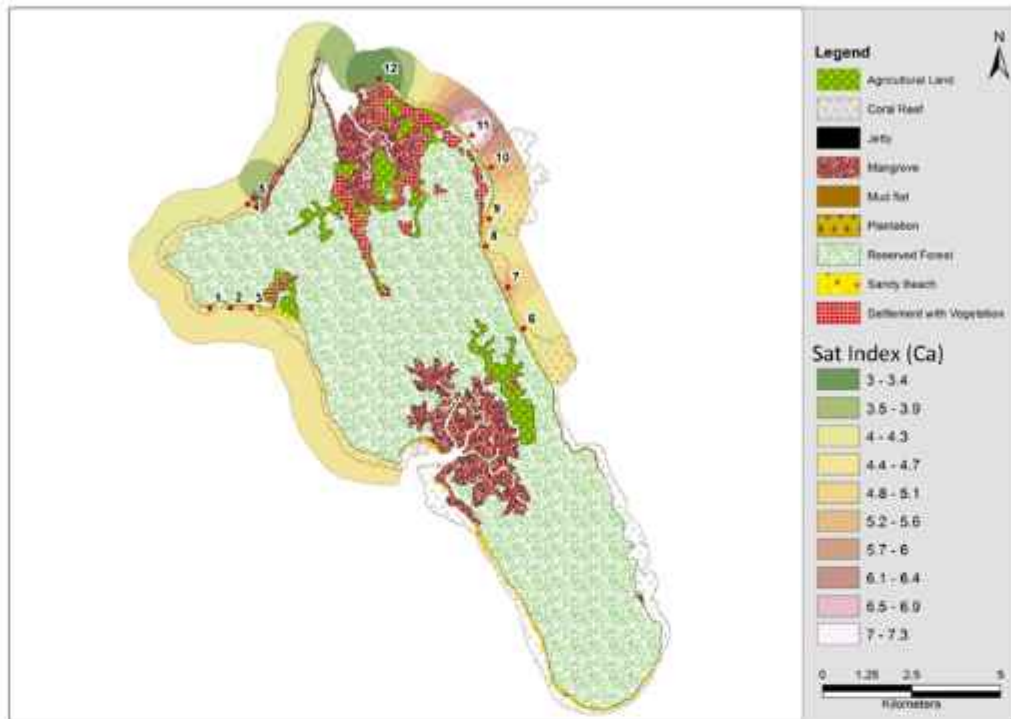 12
11
10
5
4
9
8
7
1 2 3
6
N
Legend
Agricultural Land
Coral Reef
Jetty
Mangrove
Mud flat
Plantation
Reserved Forest
Sandy Beach
Settlement with Vegetation
Sat Index (Ca)
3 - 3.4
3.5 - 3.9
4 - 4.3
4.4 - 4.7
4.8 - 5.1
5.2 - 5.6
5.7 - 6
6.1 - 6.4
6.5 - 6.9
7 - 7.3
0 1.25 2.5 5
Kilometers